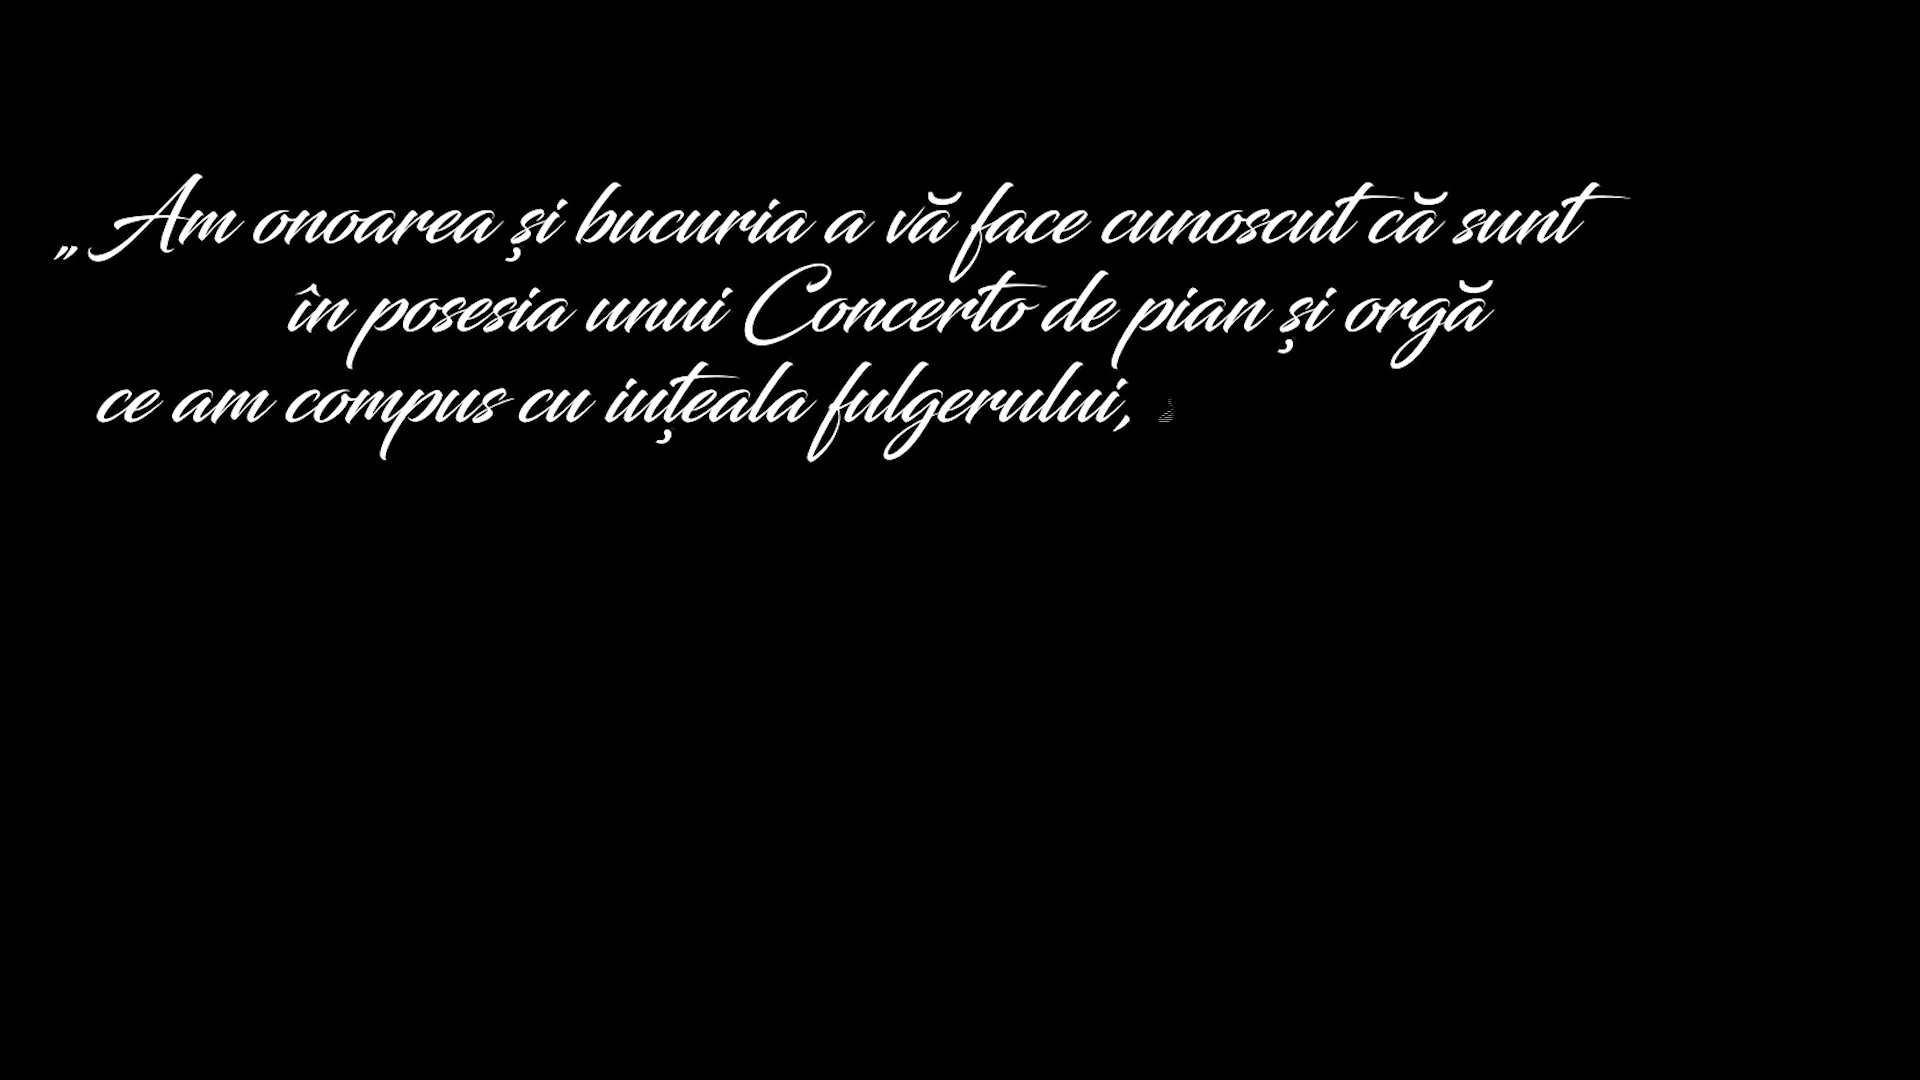 „Am onoarea și bucuria a vă face cunoscut că sunt
în posesia unui Concerto de pian și orgă
ce am compus cu iuțeala fulgerului,